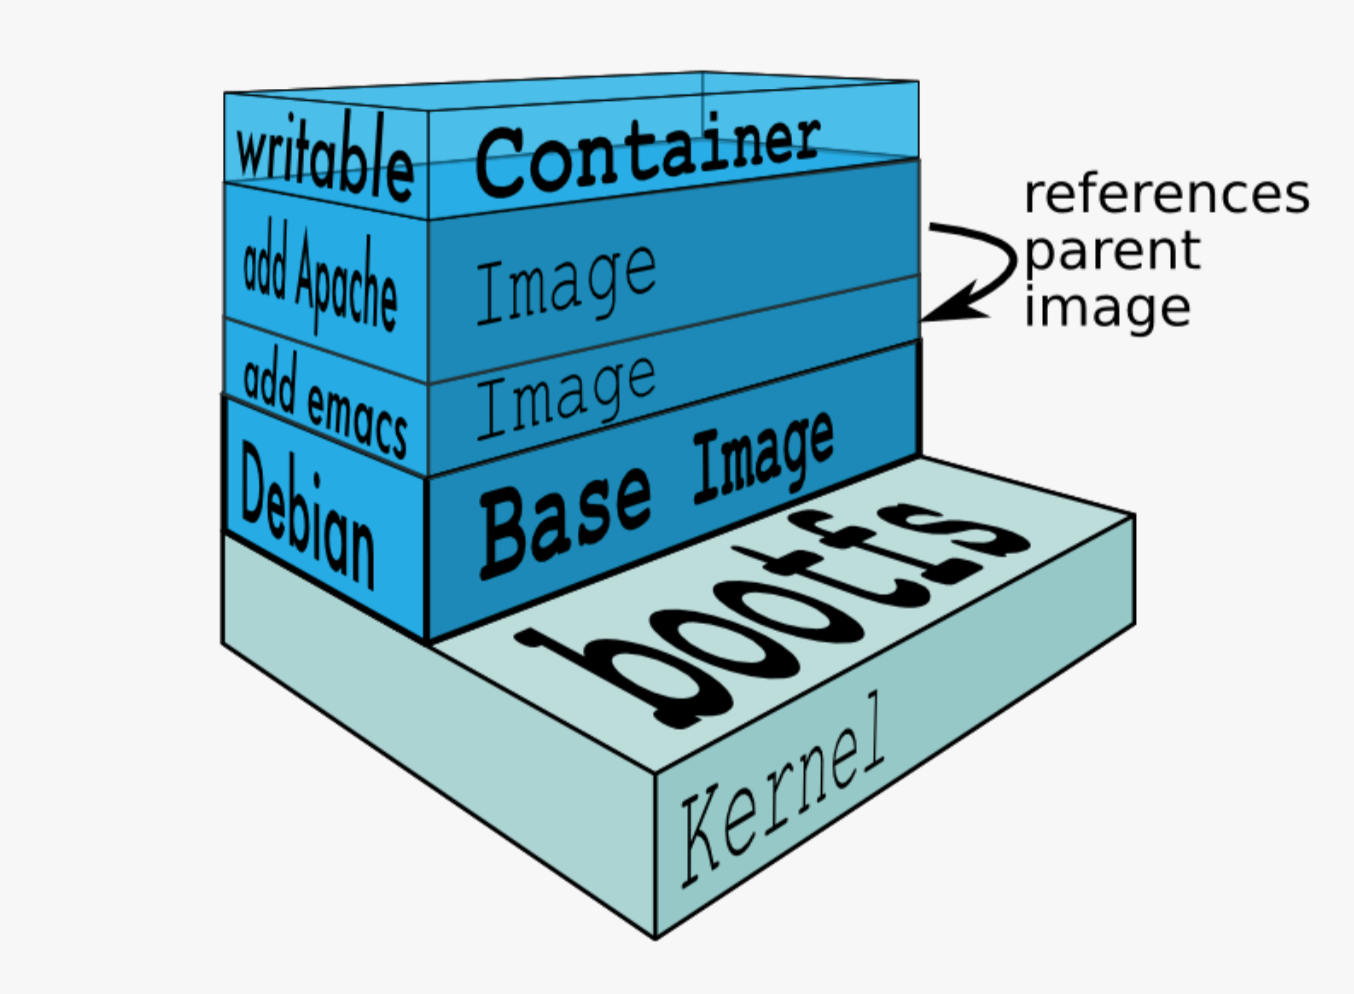 writable
Container
add Apache
Image
references
parent
image
add emacs
Image
Debian
Base Image
bootfs
Kernel